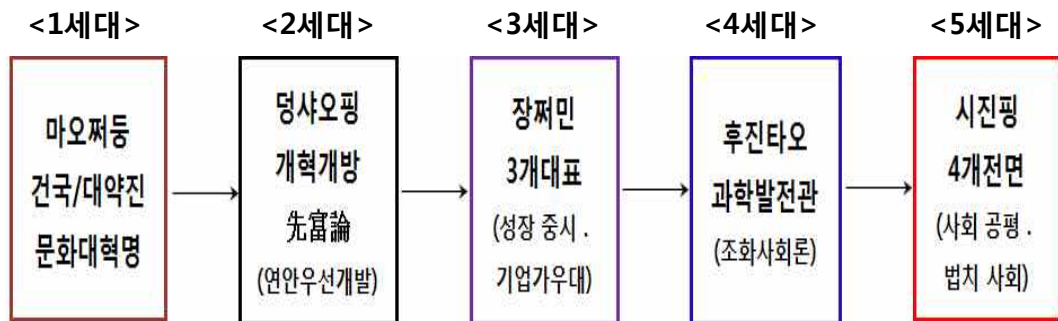 <1세대>
마오쩌둥
건국/대약진
문화대혁명
<2세대>
덩샤오핑
개혁개방
先富論
(연안우선개발)
<3세대>
장쩌민
3개대표
(성장 중시 .
기업가우대)
<4세대>
후진타오
과학발전관
(조화사회론)
<5세대>
시진핑
4개전면
(사회 공평 .
법치 사회)